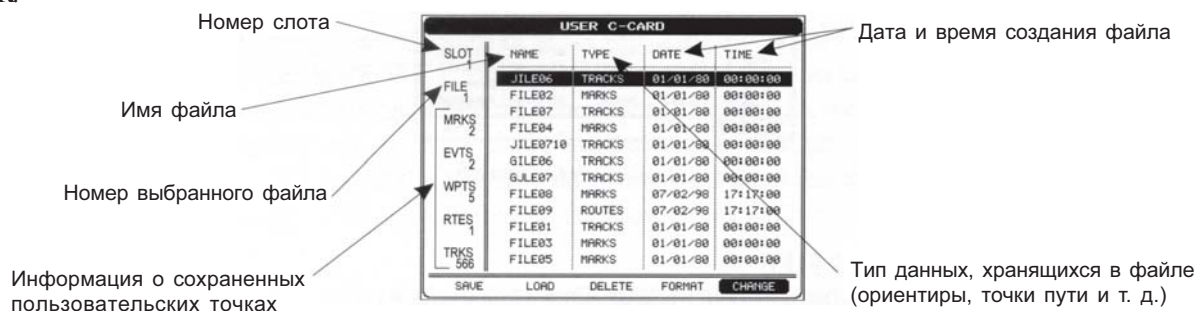 Номер слота
Имя файла
Номер выбранного файла
Информация о сохраненных
пользовательских точках
USER C-CARD
SLOT
1
FILE
1
MRKS
2
EVTS
2
WPTS
5
RTES
1
TRKS
566
NAME TYPE DATE TIME
JILE06 TRACKS 01/01/80 00:00:00
FILE02 MARKS 01/01/80 00:00:00
FILE07 TRACKS 01/01/80 00:00:00
FILE04 MARKS 01/01/80 00:00:00
JILE0710 TRACKS 01/01/80 00:00:00
GILE06 TRACKS 01/01/80 00:00:00
GJLE07 TRACKS 01/01/80 00:00:00
FILE08 MARKS 07/02/98 17:17:00
FILE09 ROUTES 07/02/98 17:17:00
FILE01 TRACKS 01/01/80 00:00:00
FILE03 MARKS 01/01/80 00:00:00
FILE05 MARKS 01/01/80 00:00:00
SAVE LOAD DELETE FORMAT CHANGE
Дата и время создания файла
Тип данных, хранящихся в файле
(ориентиры, точки пути и т. д.)